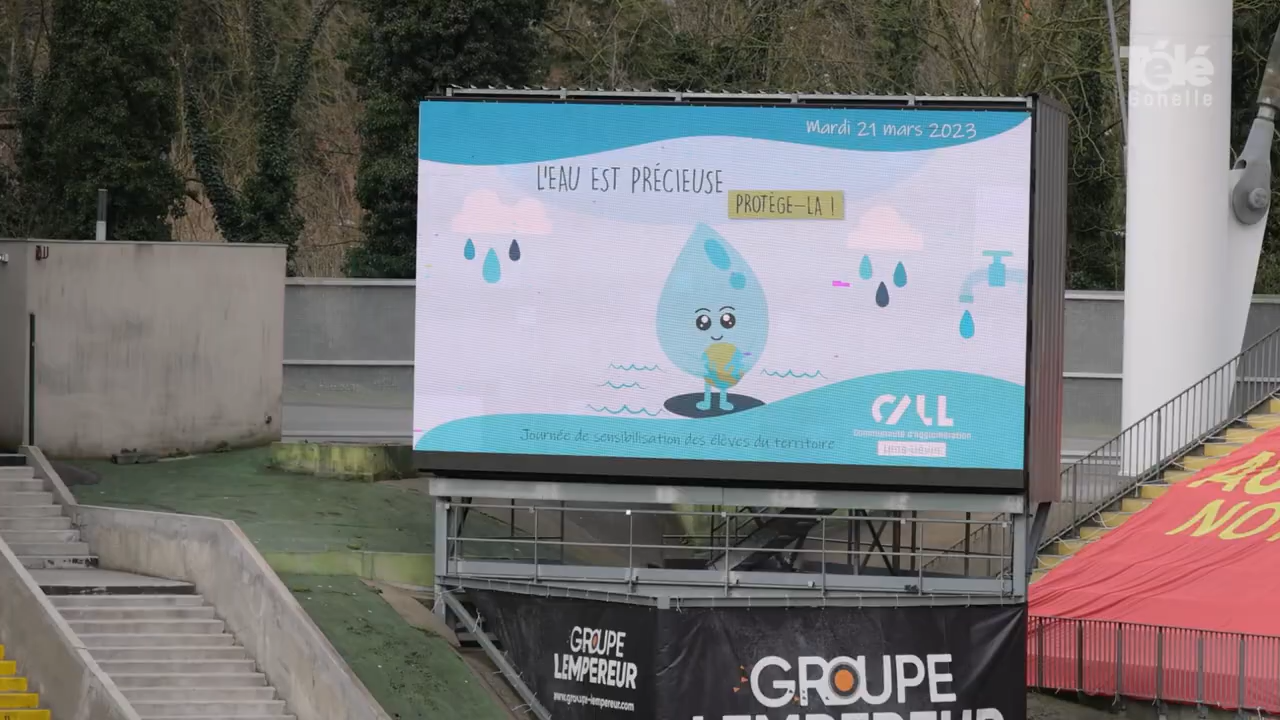 Télé
Gohelle
Mardi 21 mars 2023
L'EAU EST PRÉCIEUSE
PROTÈGE-LA !
CALL
Communauté d'agglomération
LENS-LIÉVIN
Journée de sensibilisation des élèves du territoire
GROUPE
LEMPEREUR
www.groupe-lempereur.com
GROUPE
LEMPEREUR